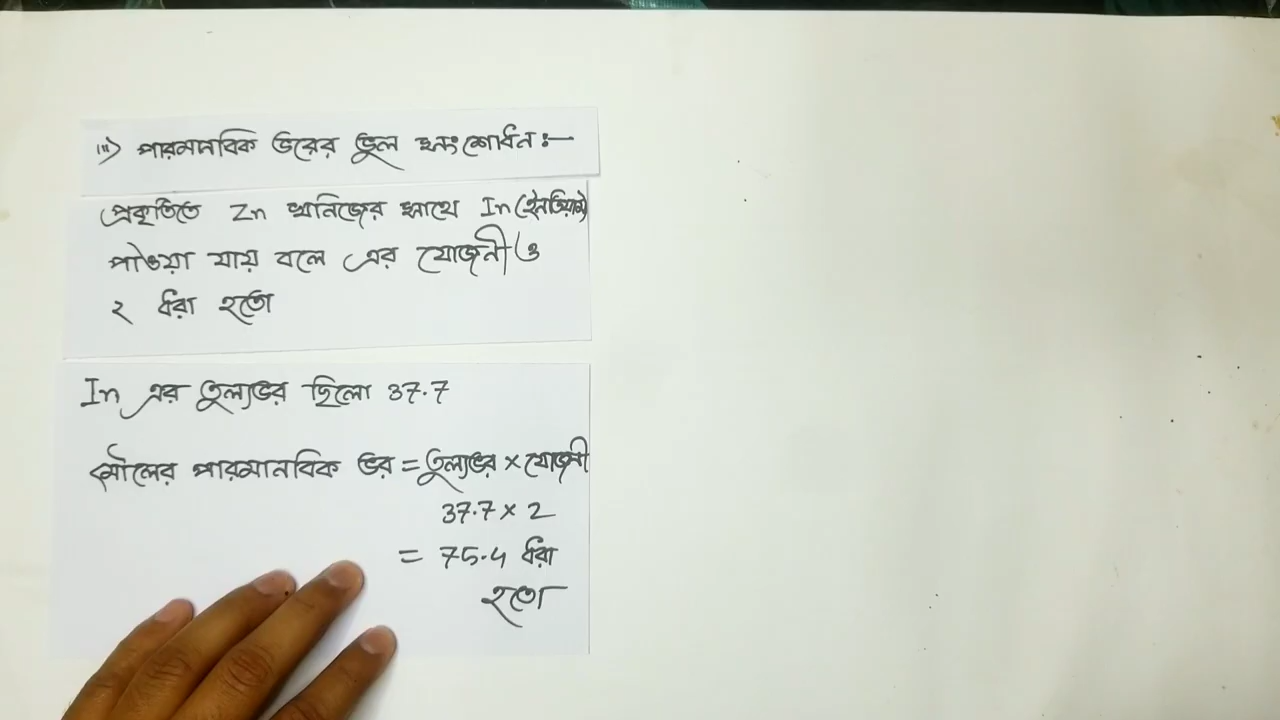 iii) পারমানবিক ভরের ভুল সংশোধন :—
প্রকৃতিতে Zn খনিজের সাথে In (ইনডিয়াম)
পাওয়া যায় বলে এর যোজনী ও
২ ধরা হতো
In এর তুল্যভর ছিলো 37.7
মৌলের পারমানবিক ভর = তুল্যভর × যোজনী
37.7 × 2
= 75.4 ধরা
হতো